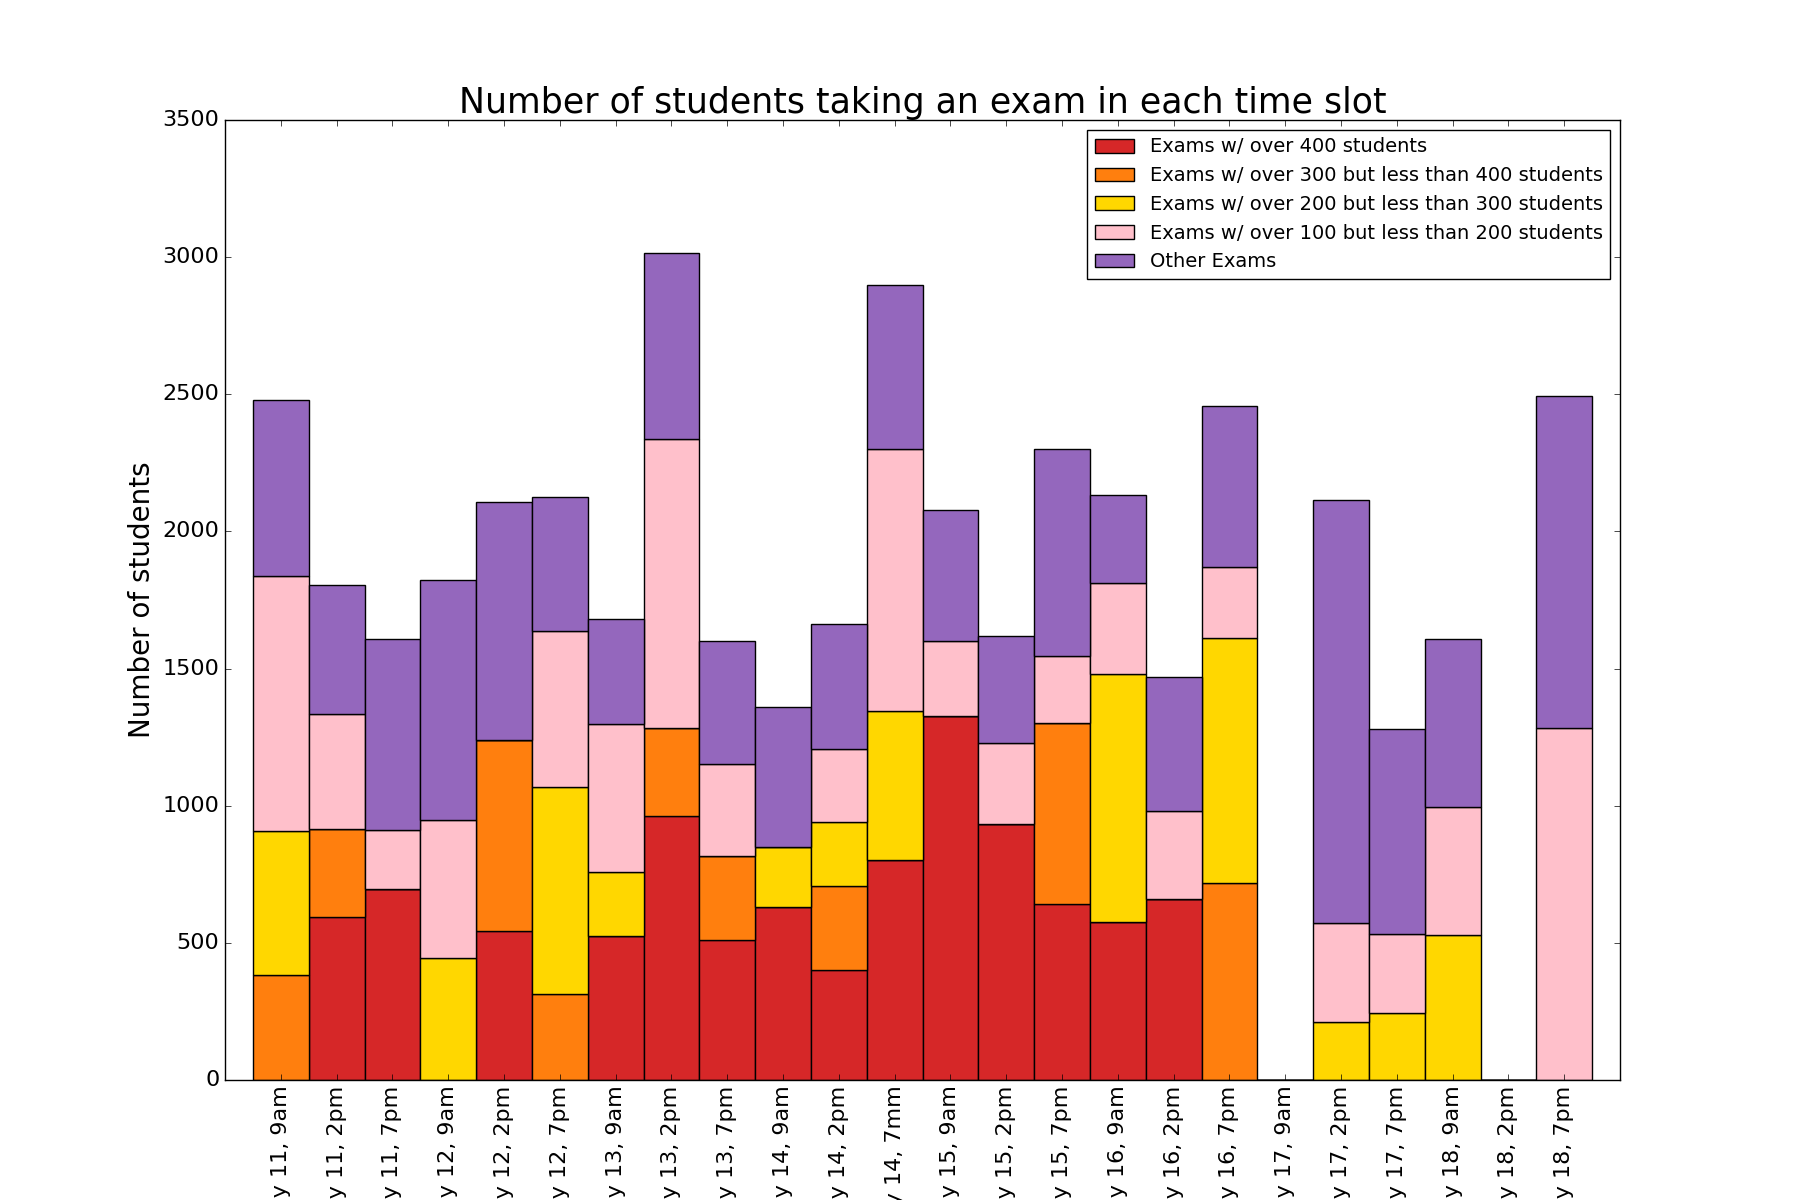 Number of students taking an exam in each time slot
Exams w/ over 400 students
Exams w/ over 300 but less than 400 students
Exams w/ over 200 but less than 300 students
Exams w/ over 100 but less than 200 students
Other Exams
Number of students
3500
3000
2500
2000
1500
1000
500
0
y 11, 9am
y 11, 2pm
y 11, 7pm
y 12, 9am
y 12, 2pm
y 12, 7pm
y 13, 9am
y 13, 2pm
y 13, 7pm
y 14, 9am
y 14, 2pm
y 14, 7mm
y 15, 9am
y 15, 2pm
y 15, 7pm
y 16, 9am
y 16, 2pm
y 16, 7pm
y 17, 9am
y 17, 2pm
y 17, 7pm
y 18, 9am
y 18, 2pm
y 18, 7pm